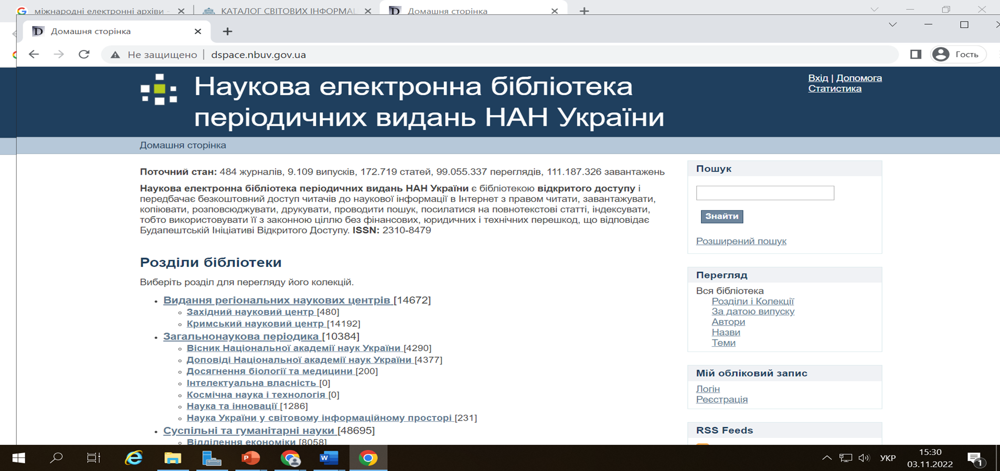 міжнародні електронні архіви -
КАТАЛОГ СВІТОВИХ ІНФОРМАЦ
Домашня сторінка
Домашня сторінка
Не защищено | dspace.nbuv.gov.ua
Гость
Наукова електронна бібліотека
періодичних видань НАН України
Вхід | Допомога
Статистика
Домашня сторінка
Поточний стан: 484 журналів, 9.109 випусків, 172.719 статей, 99.055.337 переглядів, 111.187.326 завантажень
Наукова електронна бібліотека періодичних видань НАН України є бібліотекою відкритого доступу і
передбачає безкоштовний доступ читачів до наукової інформації в Інтернет з правом читати, завантажувати,
копіювати, розповсюджувати, друкувати, проводити пошук, посилатися на повнотекстові статті, індексувати,
тобто використовувати її з законною ціллю без фінансових, юридичних і технічних перешкод, що відповідає
Будапештській Ініціативі Відкритого Доступу. ISSN: 2310-8479
Розділи бібліотеки
Виберіть розділ для перегляду його колекцій.
Видання регіональних наукових центрів [14672]
Західний науковий центр [480]
Кримський науковий центр [14192]
Загальнонаукова періодика [10384]
Вісник Національної академії наук України [4290]
Доповіді Національної академії наук України [4377]
Досягнення біології та медицини [200]
Інтелектуальна власність [0]
Космічна наука і технологія [0]
Наука та інновації [1286]
Наука України у світовому інформаційному просторі [231]
Суспільні та гуманітарні науки [48695]
Відділення економіки [8058]
Пошук
Знайти
Розширений пошук
Перегляд
Вся бібліотека
Розділи і Колекції
За датою випуску
Автори
Назви
Теми
Мій обліковий запис
Логін
Реєстрація
RSS Feeds
УКР
15:30
03.11.2022
1